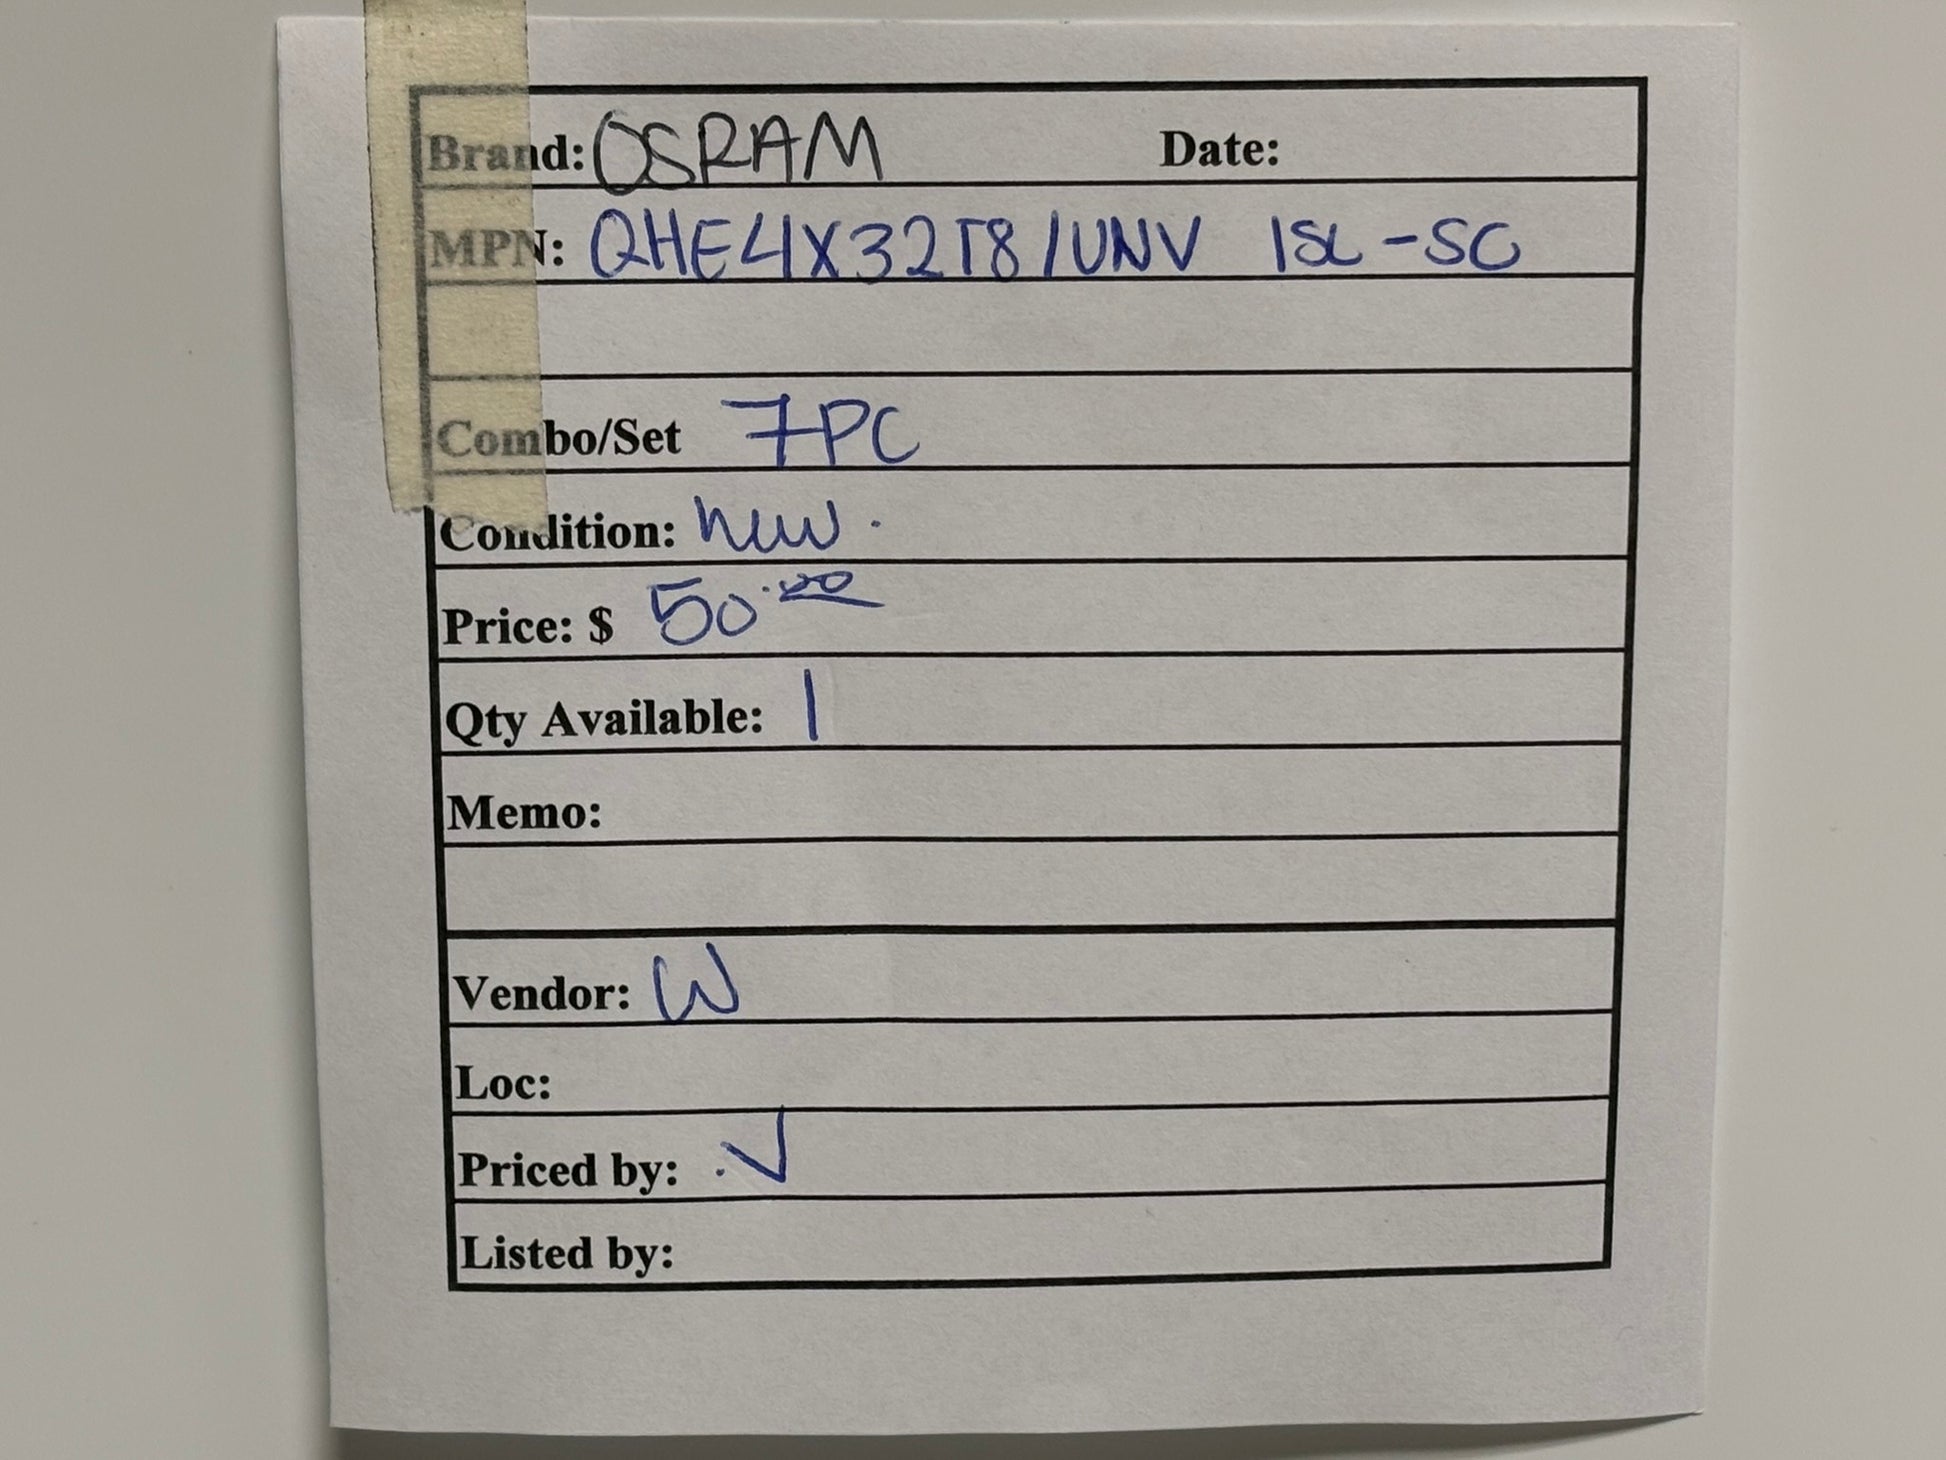 Brand: OSRAM Date:
MPN: QHE4X32T8/UNV ISL-SC
Combo/Set 7PC
Condition: new.
Price: $ 50.00
Qty Available: 1
Memo:
Vendor: W
Loc:
Priced by: .✓
Listed by: